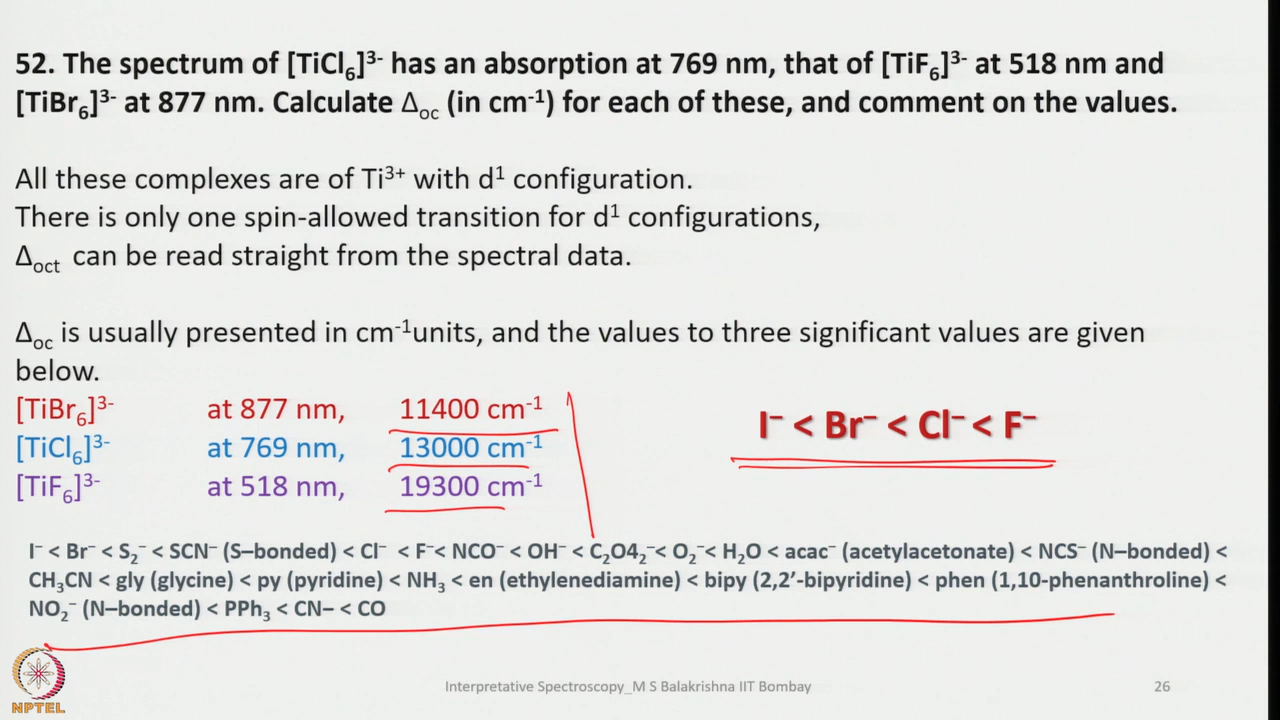 52. The spectrum of [TiCl₆]³⁻ has an absorption at 769 nm, that of [TiF₆]³⁻ at 518 nm and
[TiBr₆]³⁻ at 877 nm. Calculate Δoc (in cm⁻¹) for each of these, and comment on the values.
All these complexes are of Ti³⁺ with d¹ configuration.
There is only one spin-allowed transition for d¹ configurations,
Δoct can be read straight from the spectral data.
Δoc is usually presented in cm⁻¹units, and the values to three significant values are given
below.
[TiBr₆]³⁻ at 877 nm, 11400 cm⁻¹
[TiCl₆]³⁻ at 769 nm, 13000 cm⁻¹
[TiF₆]³⁻ at 518 nm, 19300 cm⁻¹
I⁻ < Br⁻ < Cl⁻ < F⁻
I⁻ < Br⁻ < S₂⁻ < SCN⁻ (S–bonded) < Cl⁻ < F⁻< NCO⁻ < OH⁻ < C₂O4₂⁻< O₂⁻< H₂O < acac⁻ (acetylacetonate) < NCS⁻ (N–bonded) <
CH₃CN < gly (glycine) < py (pyridine) < NH₃ < en (ethylenediamine) < bipy (2,2’-bipyridine) < phen (1,10-phenanthroline) <
NO₂⁻ (N–bonded) < PPh₃ < CN– < CO
Interpretative Spectroscopy_M S Balakrishna IIT Bombay
26
NPTEL